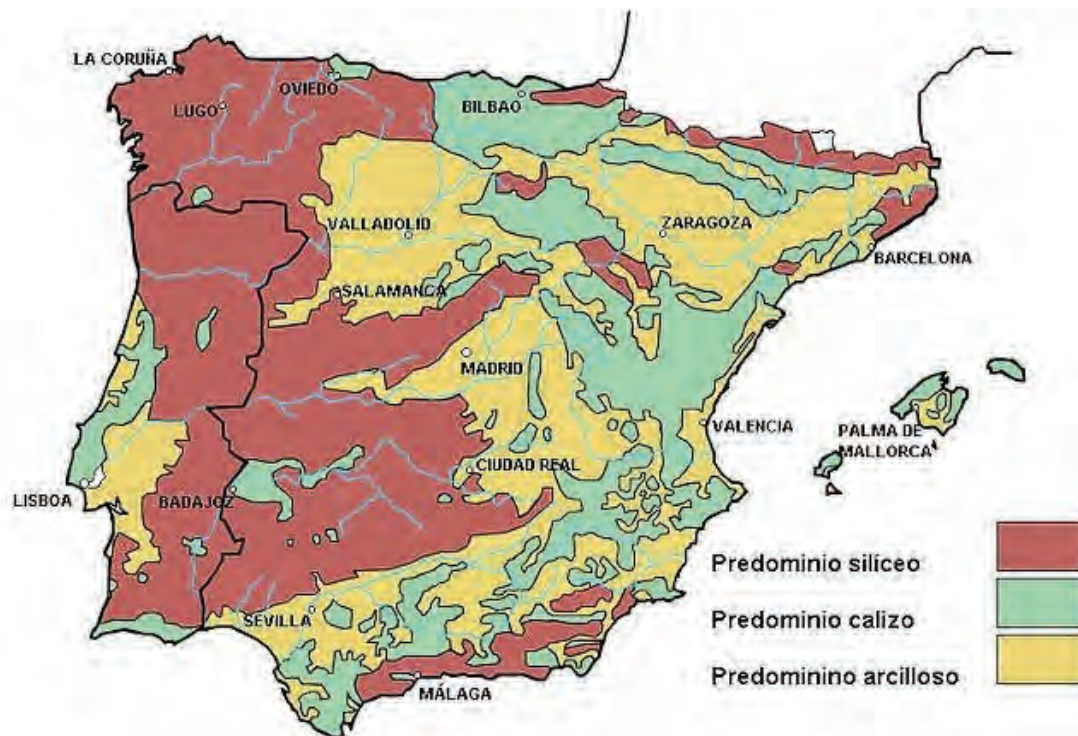 LA CORUÑA
OVIEDO
LUGO
BILBAO
VALLADOLID
ZARAGOZA
BARCELONA
SALAMANCA
MADRID
VALENCIA
PALMA DE
MALLORCA
CIUDAD REAL
LISBOA
BADAJOZ
SEVILLA
MÁLAGA
Predominio silíceo
Predominio calizo
Predominino arcilloso